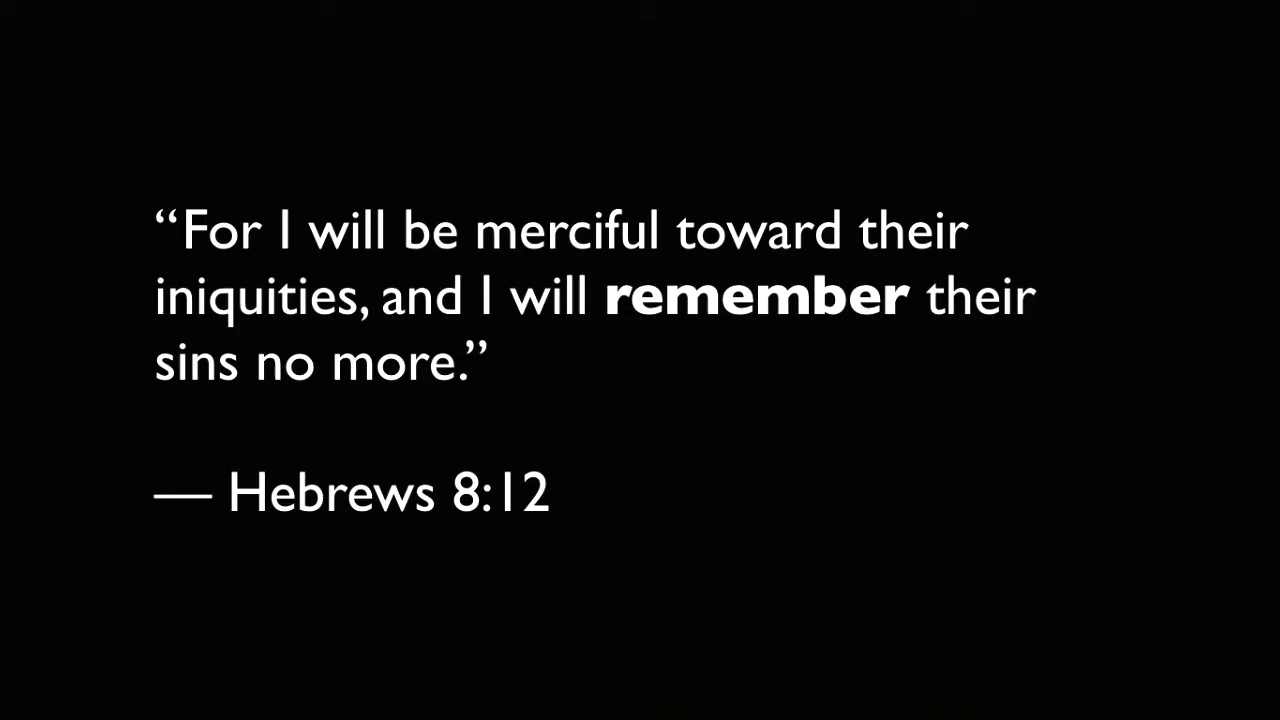 “For I will be merciful toward their
iniquities, and I will remember their
sins no more.”
— Hebrews 8:12